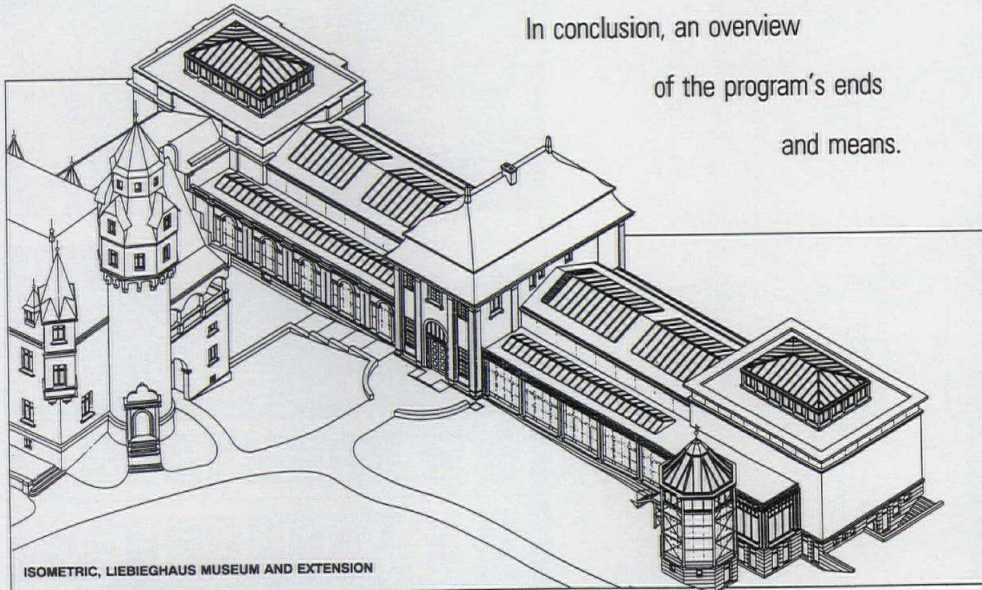 In conclusion, an overview
of the program's ends
and means.
ISOMETRIC, LIEBIEGHAUS MUSEUM AND EXTENSION